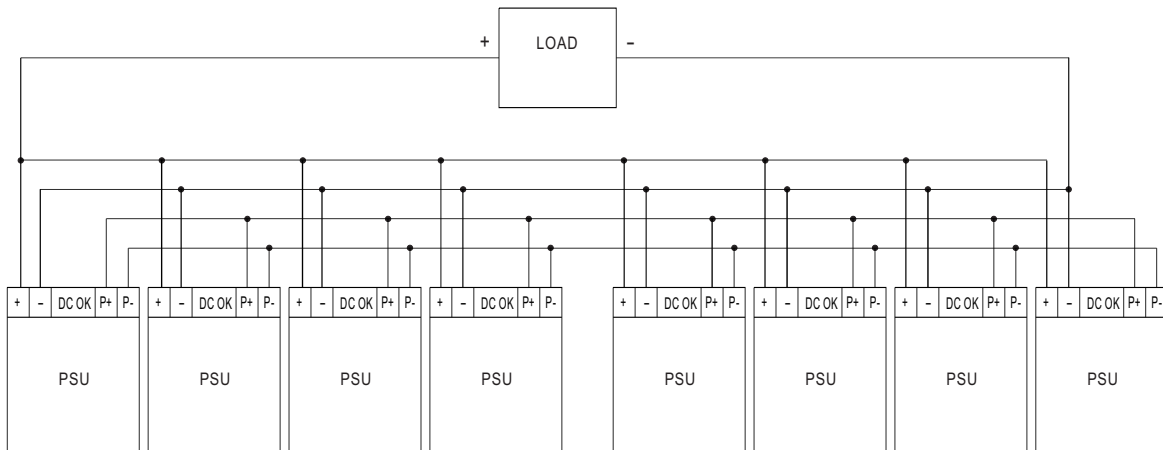 + LOAD −
+ − DC OK P+ P- + − DC OK P+ P- + − DC OK P+ P- + − DC OK P+ P- + − DC OK P+ P- + − DC OK P+ P- + − DC OK P+ P- + − DC OK P+ P-
PSU PSU PSU PSU PSU PSU PSU PSU